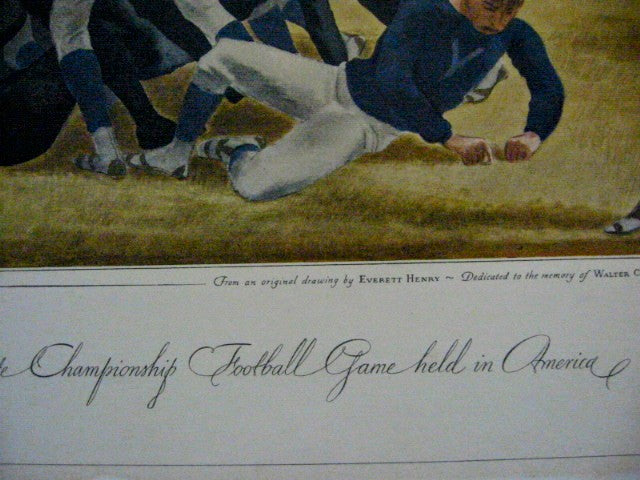 From an original drawing by EVERETT HENRY ~ Dedicated to the memory of WALTER C
te Championship Football Game held in America